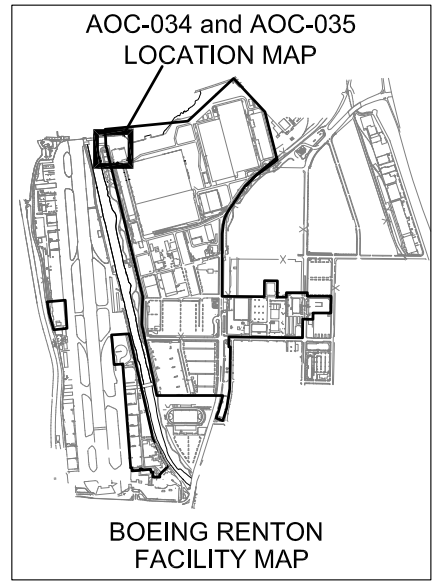 AOC-034 and AOC-035
LOCATION MAP
BOEING RENTON
FACILITY MAP